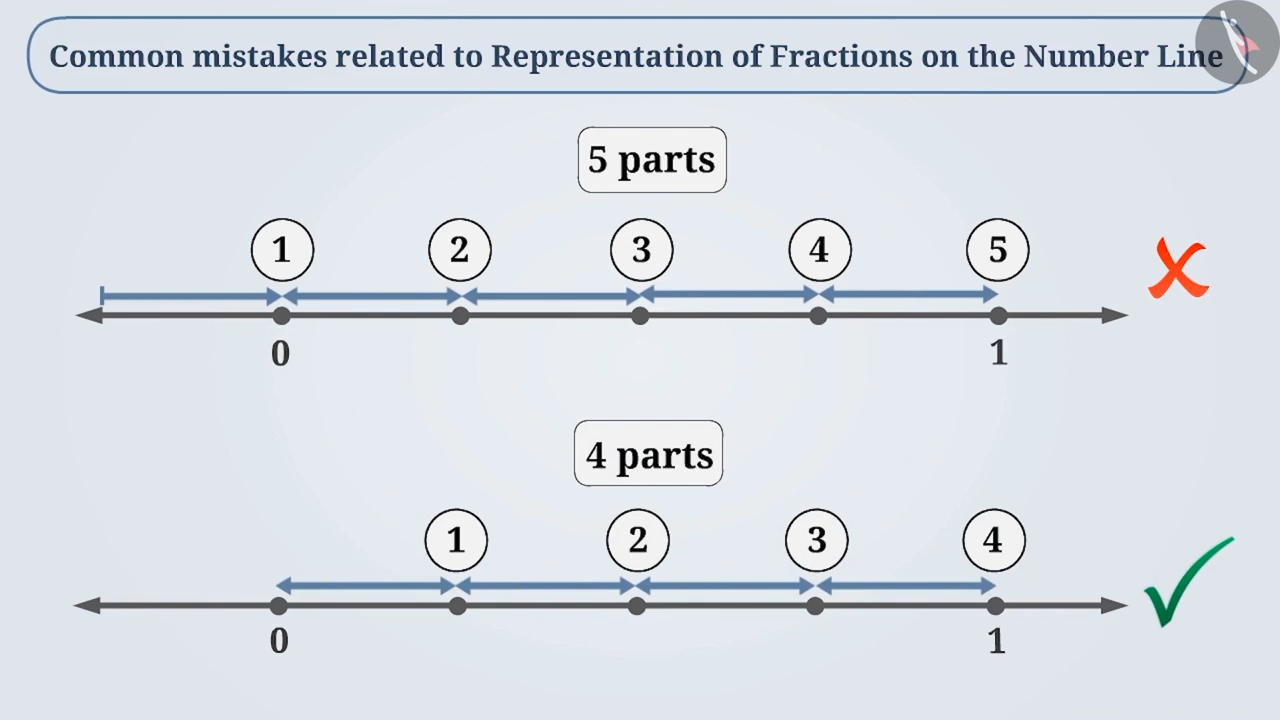 Common mistakes related to Representation of Fractions on the Number Line
5 parts
1 2 3 4 5
0 1
4 parts
1 2 3 4
0 1